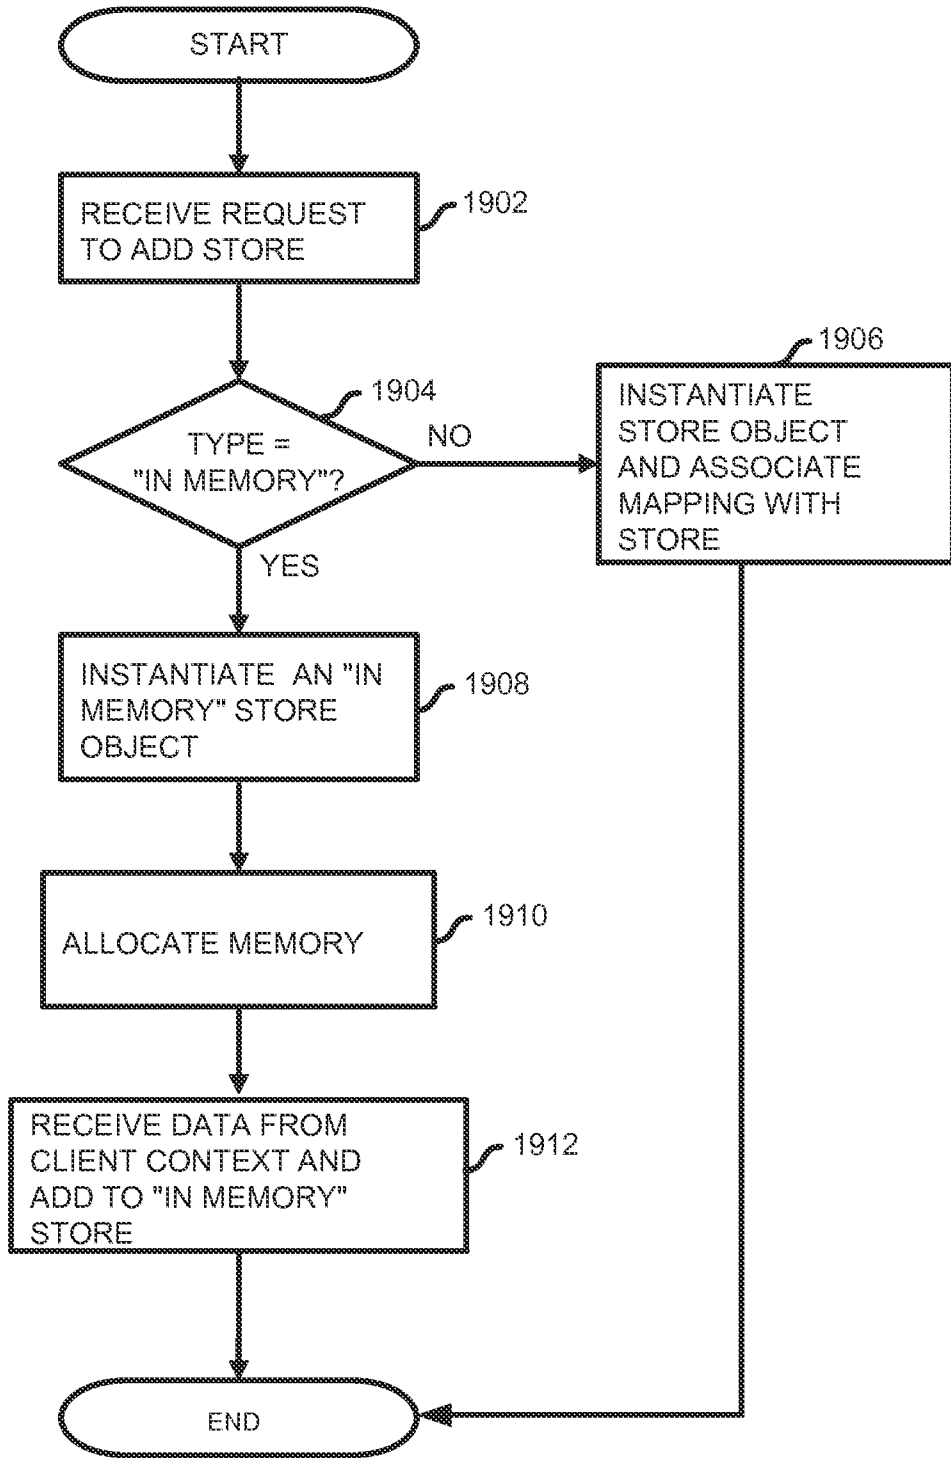 START
RECEIVE REQUEST
TO ADD STORE
1902
TYPE =
"IN MEMORY"?
1904
NO
YES
1906
INSTANTIATE
STORE OBJECT
AND ASSOCIATE
MAPPING WITH
STORE
INSTANTIATE AN "IN
MEMORY" STORE
OBJECT
1908
ALLOCATE MEMORY
1910
RECEIVE DATA FROM
CLIENT CONTEXT AND
ADD TO "IN MEMORY"
STORE
1912
END